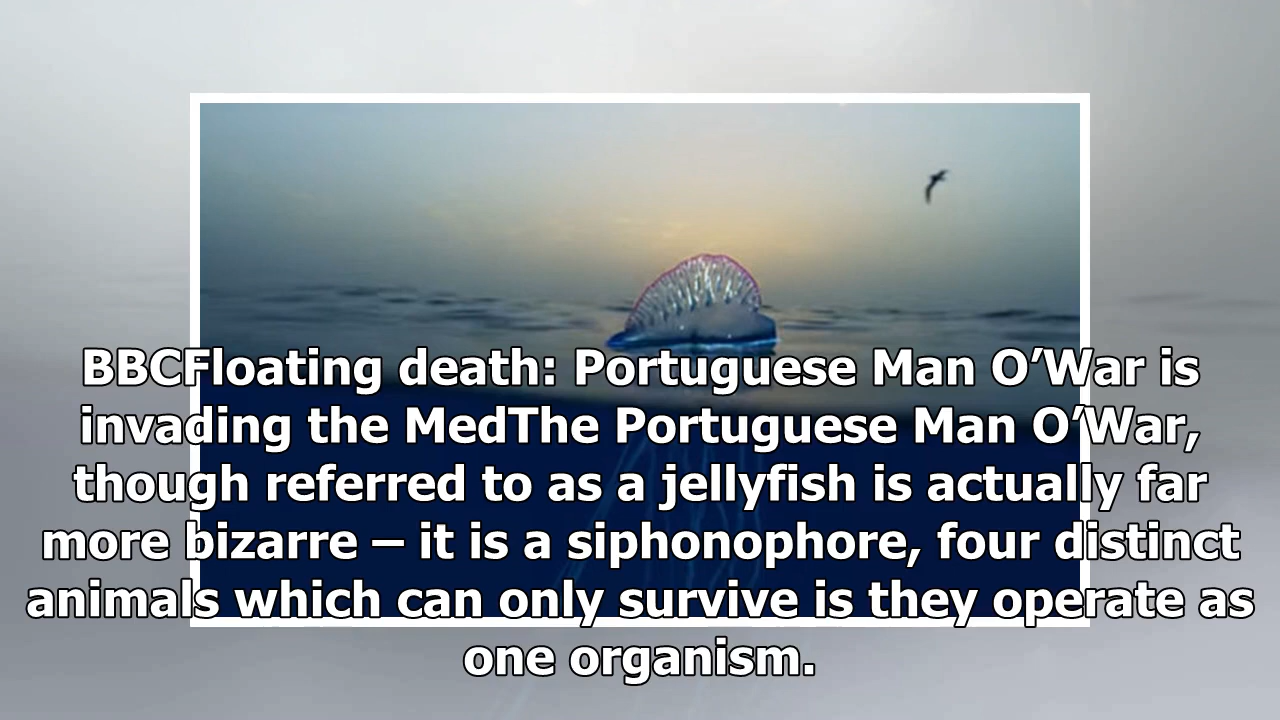 BBCFloating death: Portuguese Man O’War is
invading the MedThe Portuguese Man O’War,
though referred to as a jellyfish is actually far
more bizarre – it is a siphonophore, four distinct
animals which can only survive is they operate as
one organism.